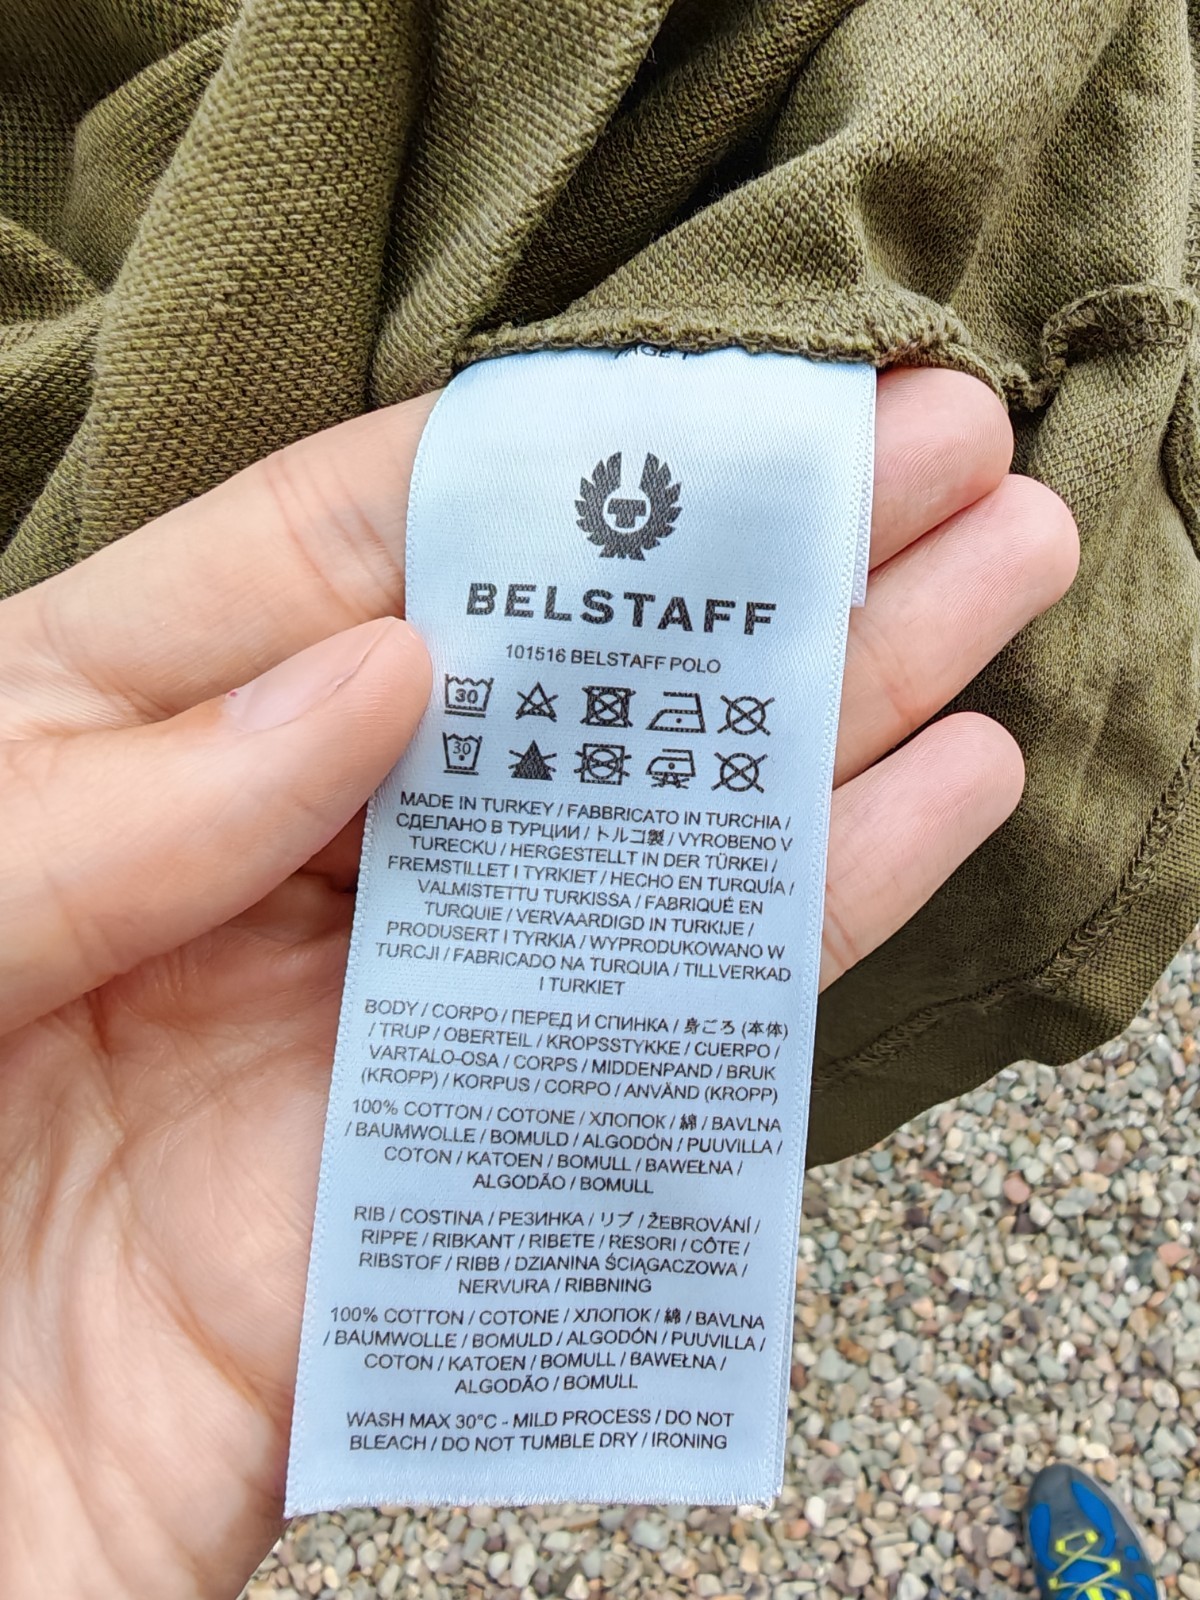 PAGE 1
BELSTAFF
101516 BELSTAFF POLO
30
30
MADE IN TURKEY / FABBRICATO IN TURCHIA /
СДЕЛАНО В ТУРЦИИ / トルコ製 / VYROBENO V
TURECKU / HERGESTELLT IN DER TÜRKEI /
FREMSTILLET I TYRKIET / HECHO EN TURQUÍA /
VALMISTETTU TURKISSA / FABRIQUÉ EN
TURQUIE / VERVAARDIGD IN TURKIJE /
PRODUSERT I TYRKIA / WYPRODUKOWANO W
TURCJI / FABRICADO NA TURQUIA / TILLVERKAD
I TURKIET
BODY / CORPO / ПЕРЕД И СПИНКА / 身ごろ (本体)
/ TRUP / OBERTEIL / KROPSSTYKKE / CUERPO /
VARTALO-OSA / CORPS / MIDDENPAND / BRUK
(KROPP) / KORPUS / CORPO / ANVÄND (KROPP)
100% COTTON / COTONE / ХЛОПОК / 綿 / BAVLNA
/ BAUMWOLLE / BOMULD / ALGODÓN / PUUVILLA /
COTON / KATOEN / BOMULL / BAWEŁNA /
ALGODÃO / BOMULL
RIB / COSTINA / РЕЗИНКА / リブ / ŽEBROVÁNÍ /
RIPPE / RIBKANT / RIBETE / RESORI / CÔTE /
RIBSTOF / RIBB / DZIANINA ŚCIĄGACZOWA /
NERVURA / RIBBNING
100% COTTON / COTONE / ХЛОПОК / 綿 / BAVLNA
/ BAUMWOLLE / BOMULD / ALGODÓN / PUUVILLA /
COTON / KATOEN / BOMULL / BAWEŁNA /
ALGODÃO / BOMULL
WASH MAX 30°C - MILD PROCESS / DO NOT
BLEACH / DO NOT TUMBLE DRY / IRONING